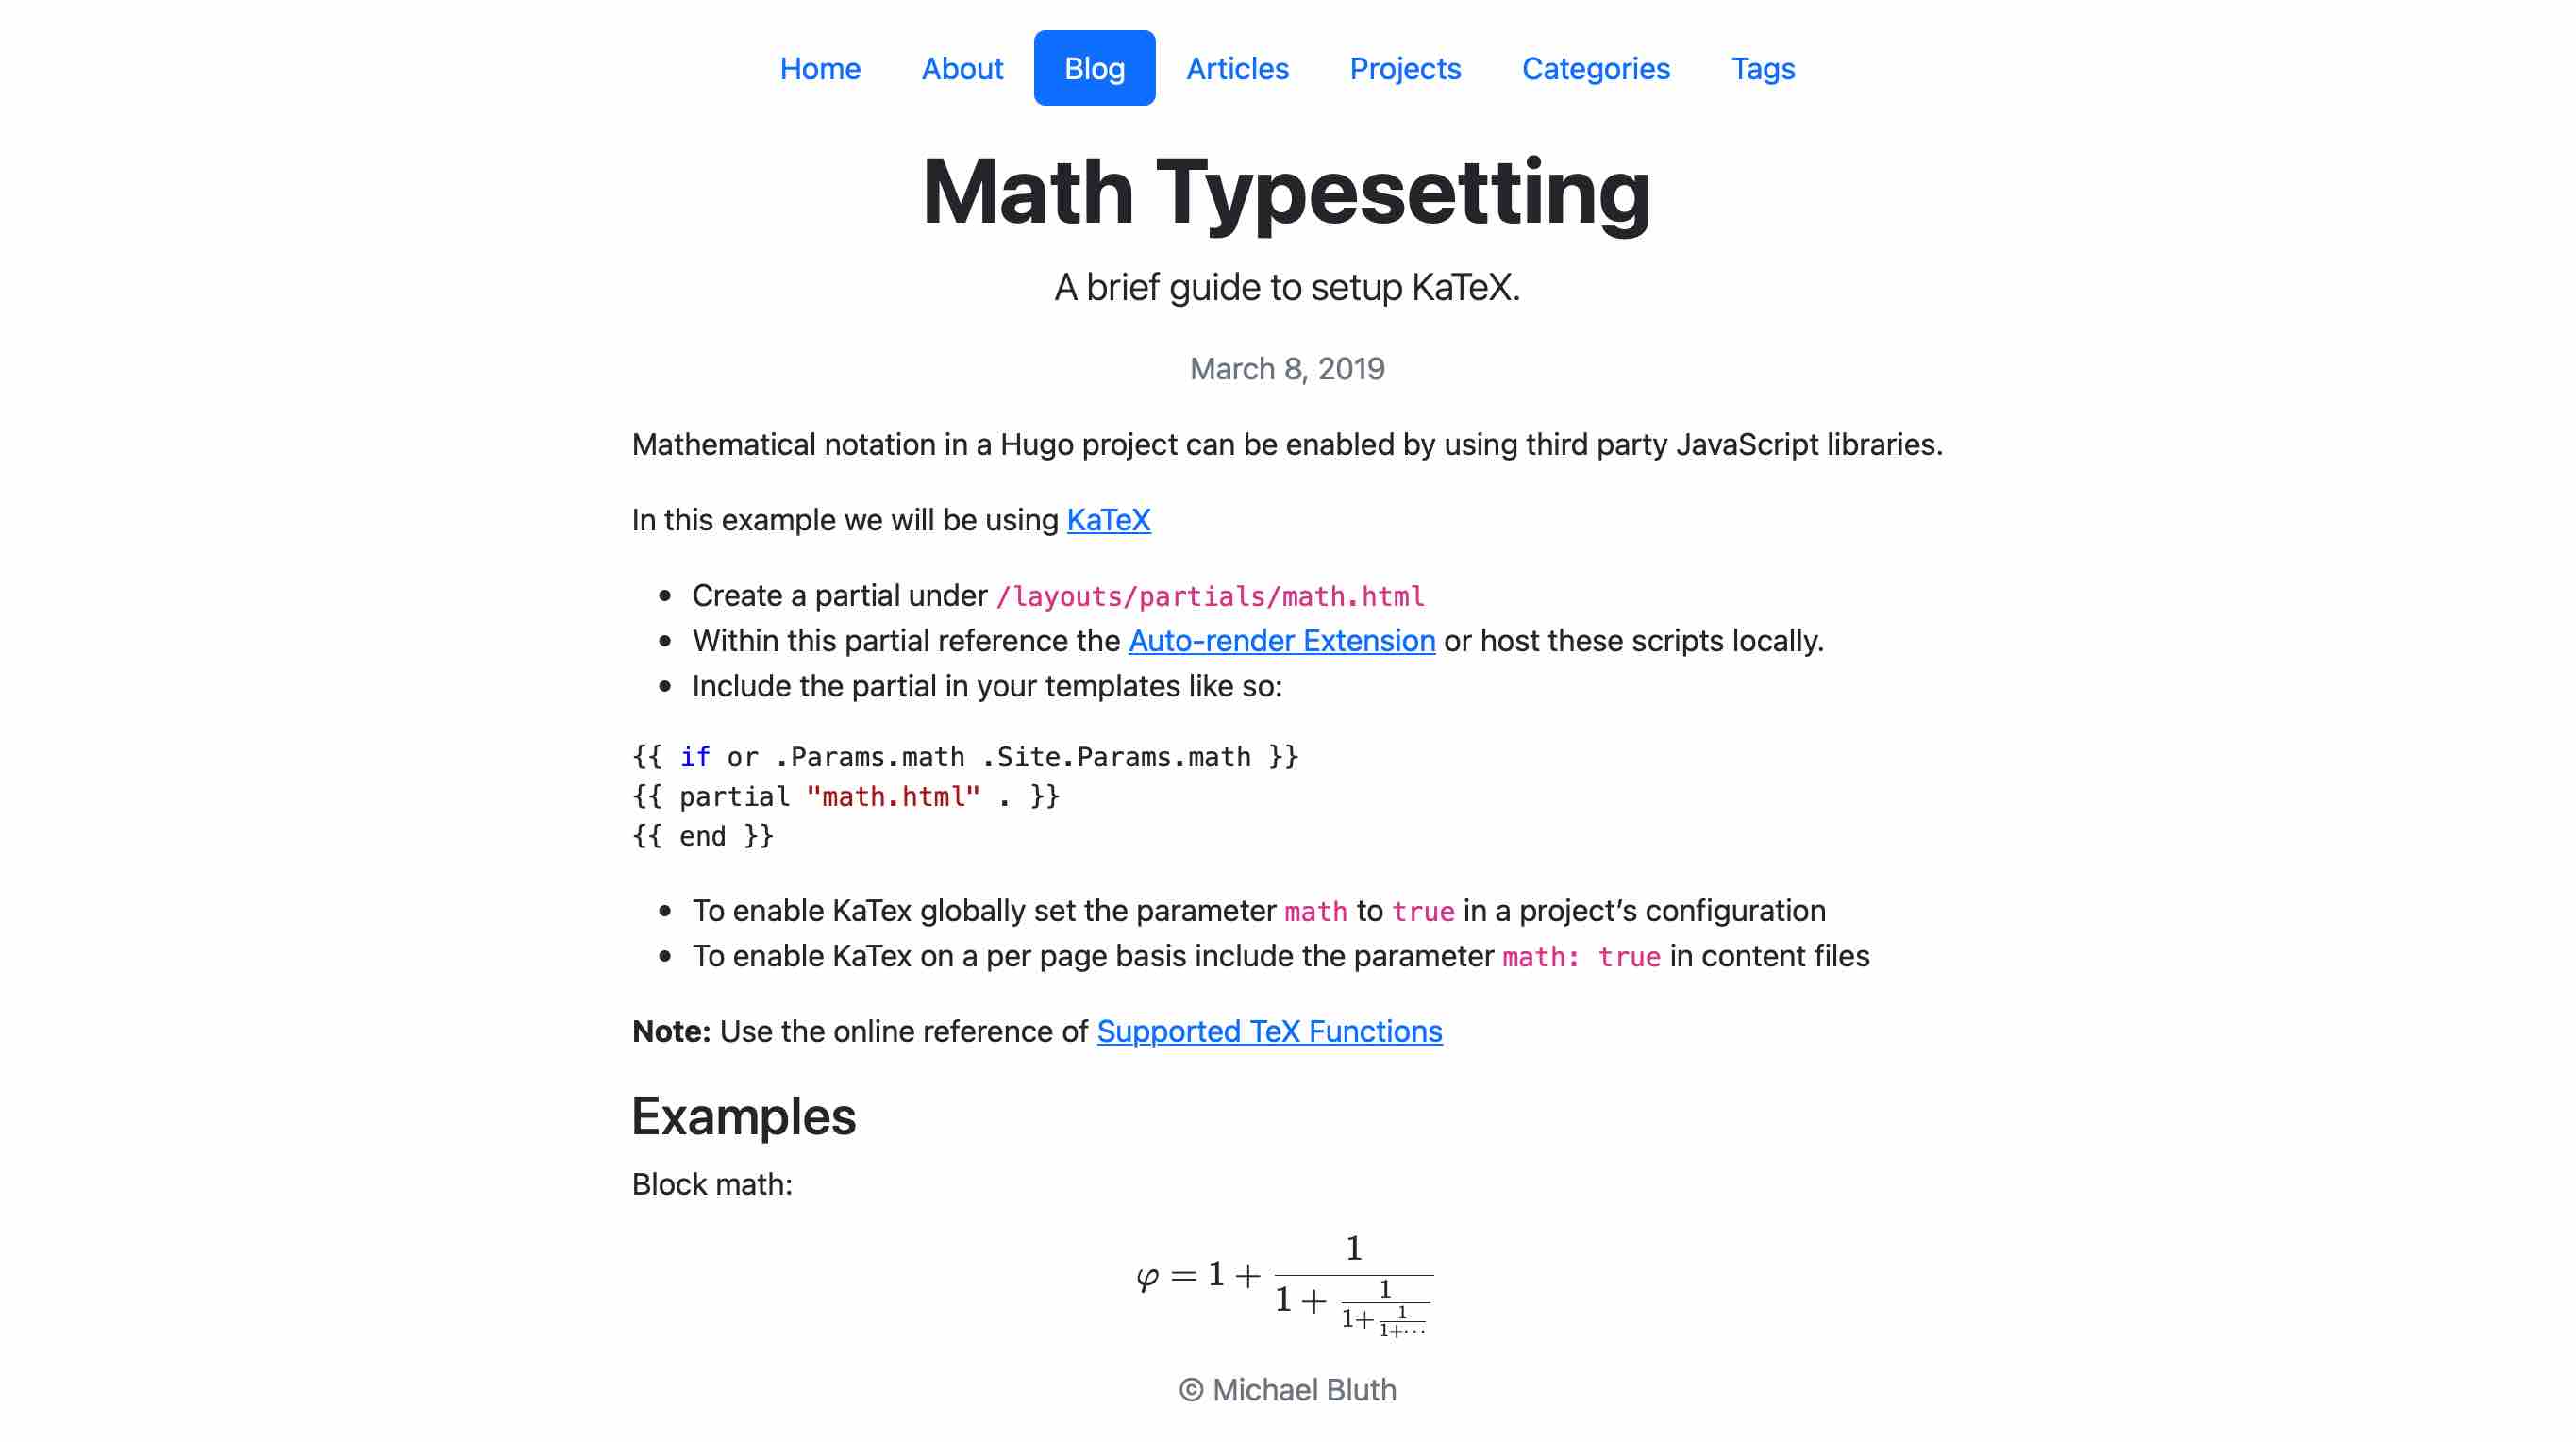 Home About Blog Articles Projects Categories Tags
Math Typesetting
A brief guide to setup KaTeX.
March 8, 2019
Mathematical notation in a Hugo project can be enabled by using third party JavaScript libraries.
In this example we will be using KaTeX
• Create a partial under /layouts/partials/math.html
• Within this partial reference the Auto-render Extension or host these scripts locally.
• Include the partial in your templates like so:
{{ if or .Params.math .Site.Params.math }}
{{ partial "math.html" . }}
{{ end }}
• To enable KaTex globally set the parameter math to true in a project’s configuration
• To enable KaTex on a per page basis include the parameter math: true in content files
Note: Use the online reference of Supported TeX Functions
Examples
Block math:
φ = 1 + 1/(1 + 1/(1+ 1/(1+⋯)))
© Michael Bluth